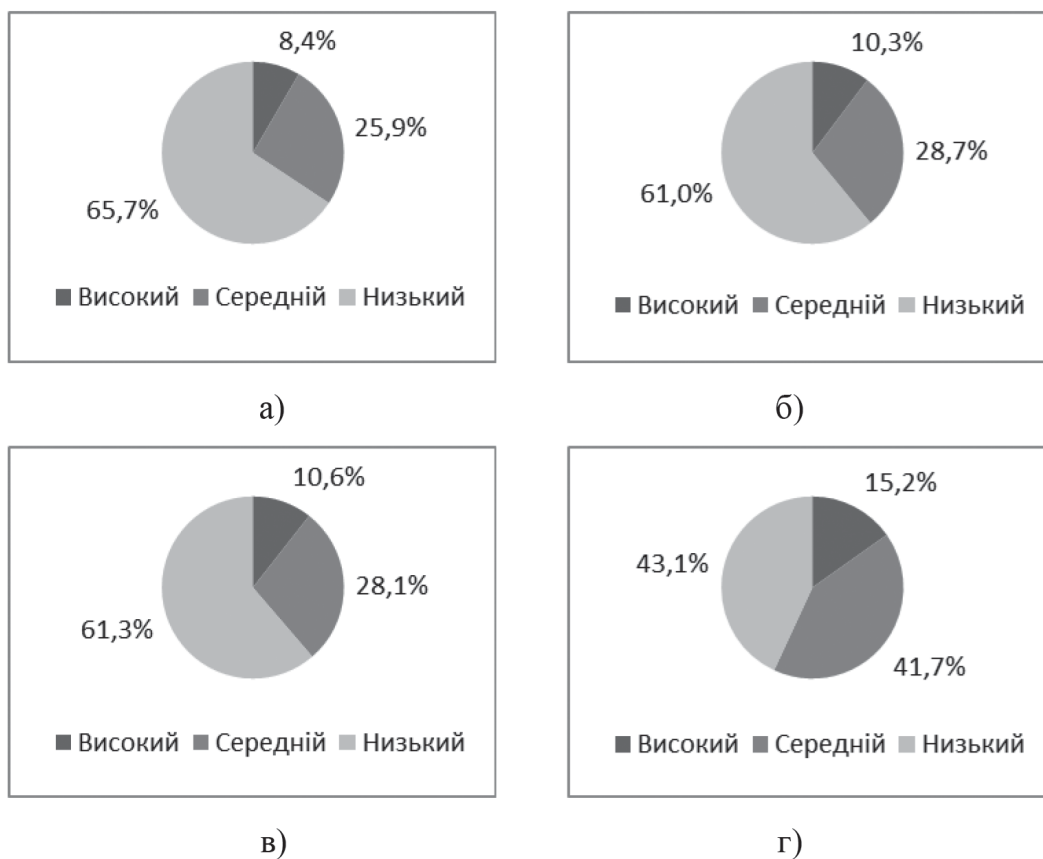 8,4%
25,9%
65,7%
Високий Середній Низький
а)
10,3%
28,7%
61,0%
Високий Середній Низький
б)
10,6%
28,1%
61,3%
Високий Середній Низький
в)
15,2%
43,1%
41,7%
Високий Середній Низький
г)